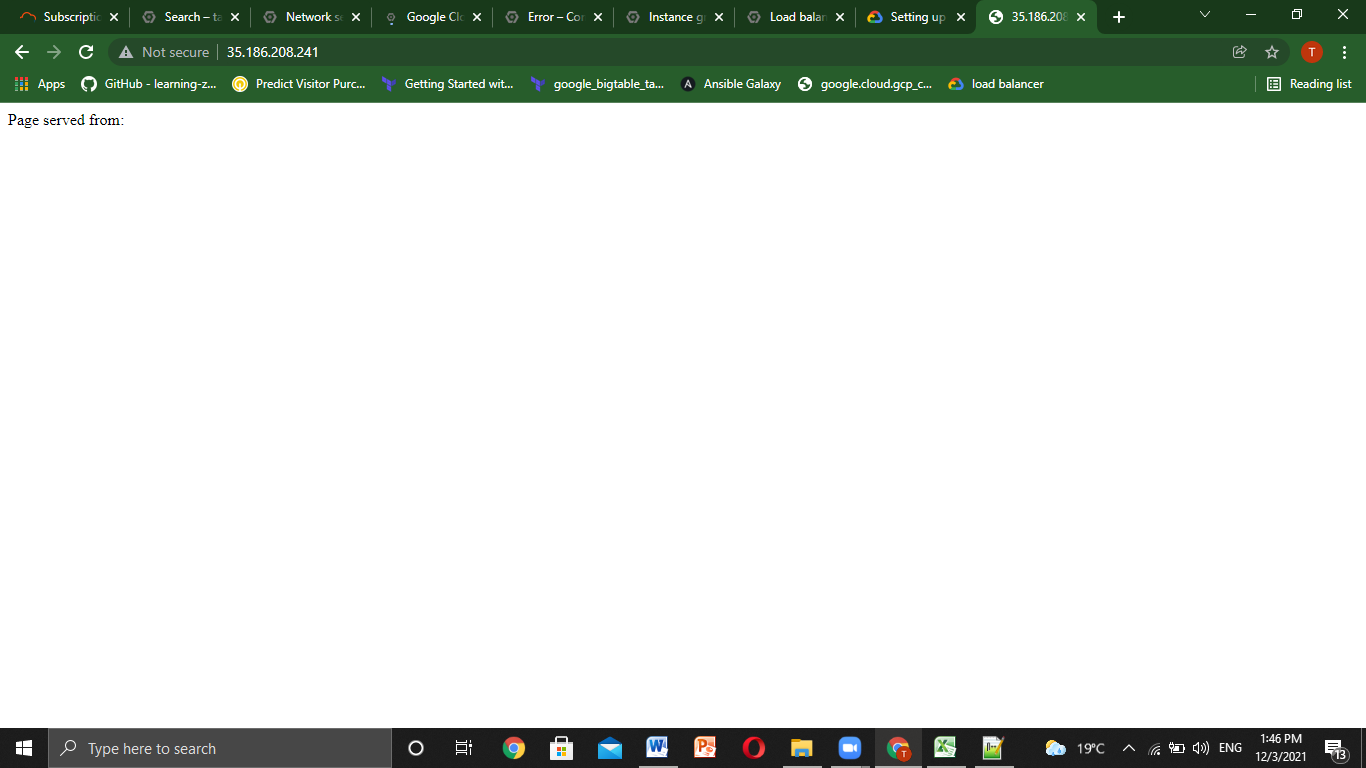 Subscriptio
Search – ta
Network se
Google Clo
Error – Con
Instance gr
Load balan
Setting up
35.186.208
Not secure
35.186.208.241
T
Apps
GitHub - learning-z...
Predict Visitor Purc...
Getting Started wit...
google_bigtable_ta...
A
Ansible Galaxy
google.cloud.gcp_c...
load balancer
Reading list
Page served from:
Type here to search
19°C
ENG
1:46 PM
12/3/2021
13